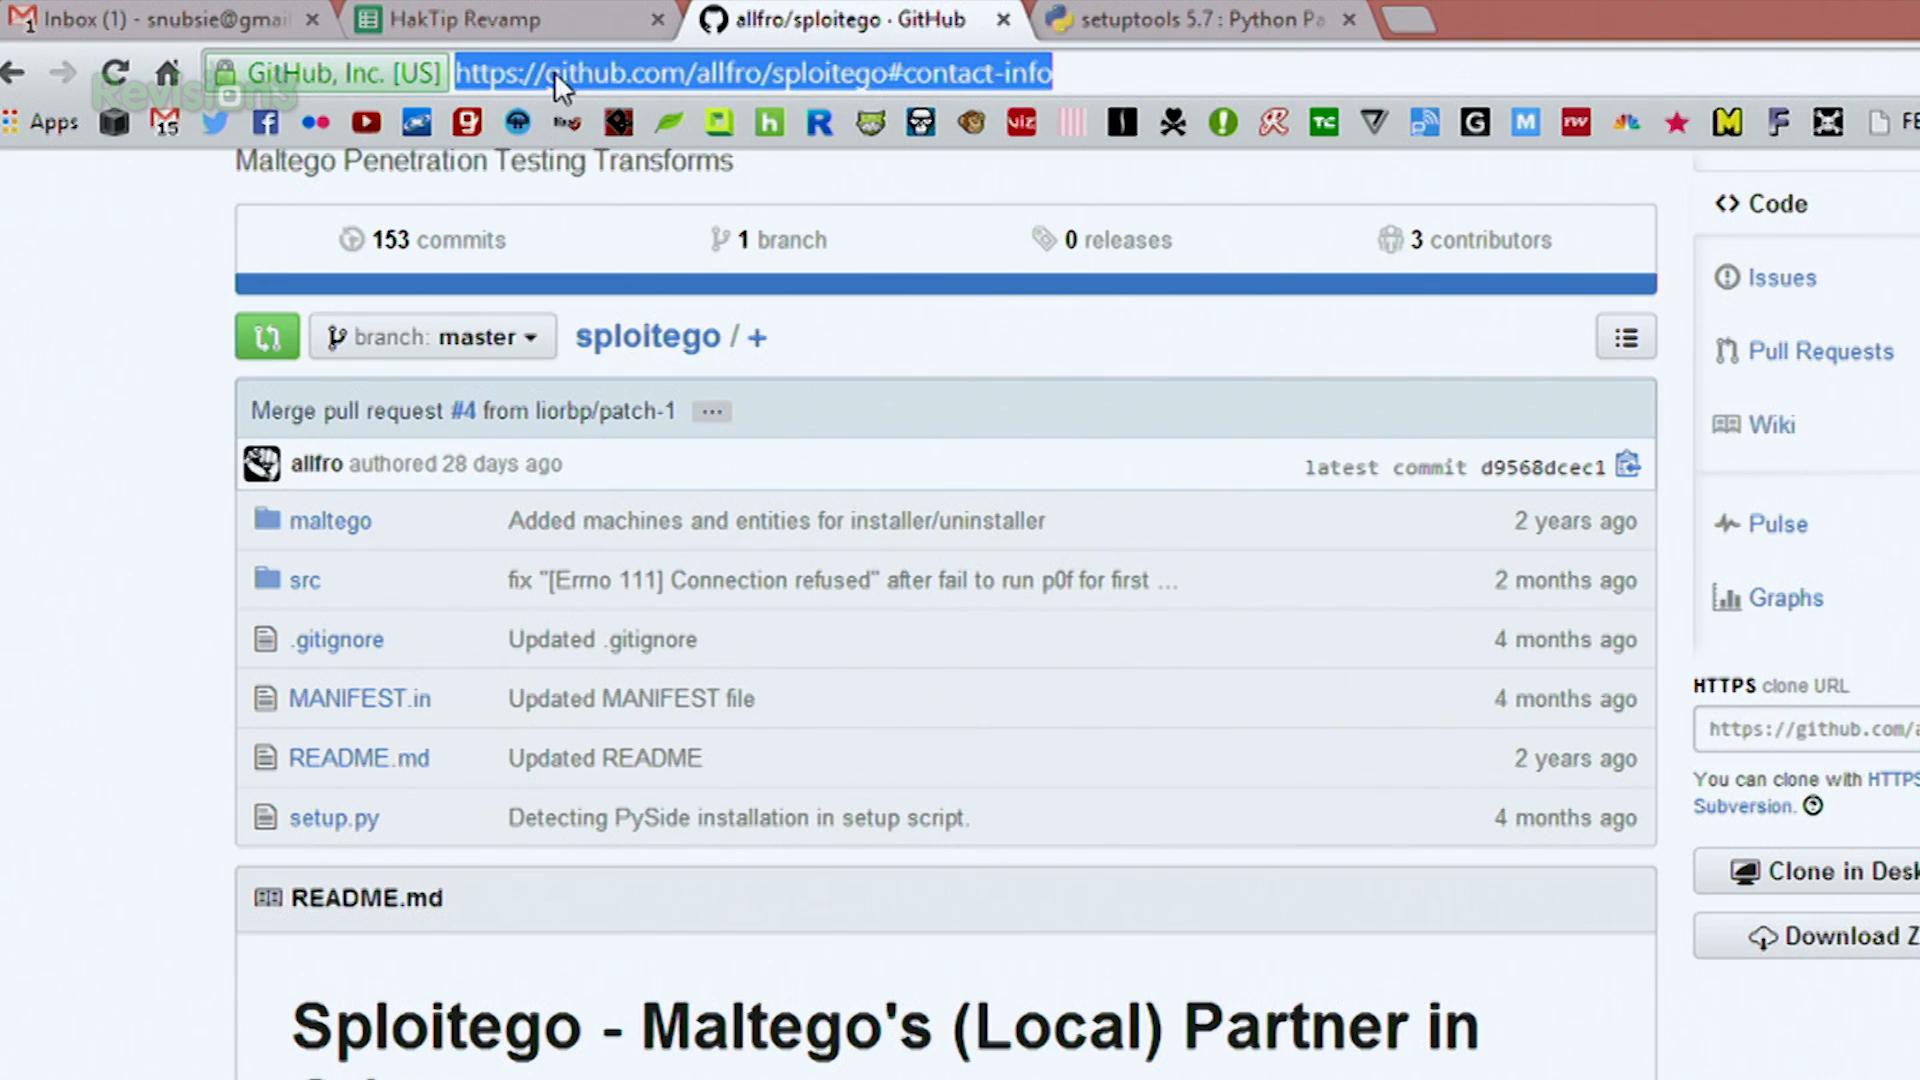 Inbox (1) - snubsie@gmai
HakTip Revamp
allfro/sploitego · GitHub
setuptools 5.7 : Python Pa
GitHub, Inc. [US]
https://github.com/allfro/sploitego#contact-info
Revision3
Apps
15
Maltego Penetration Testing Transforms
153 commits
1 branch
0 releases
3 contributors
Code
Issues
branch: master
sploitego / +
Pull Requests
Merge pull request #4 from liorbp/patch-1 ...
Wiki
allfro authored 28 days ago
latest commit d9568dcec1
maltego
Added machines and entities for installer/uninstaller
2 years ago
Pulse
src
fix "[Errno 111] Connection refused" after fail to run p0f for first ...
2 months ago
Graphs
.gitignore
Updated .gitignore
4 months ago
HTTPS clone URL
MANIFEST.in
Updated MANIFEST file
4 months ago
https://github.com/a
README.md
Updated README
2 years ago
You can clone with HTTPS
Subversion.
setup.py
Detecting PySide installation in setup script.
4 months ago
Clone in Desk
README.md
Download Z
Sploitego - Maltego's (Local) Partner in